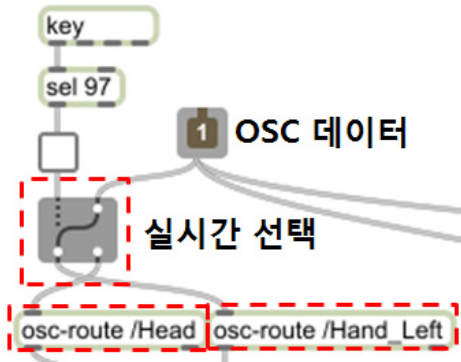 key
sel 97
1
OSC 데이터
실시간 선택
osc-route /Head
osc-route /Hand_Left